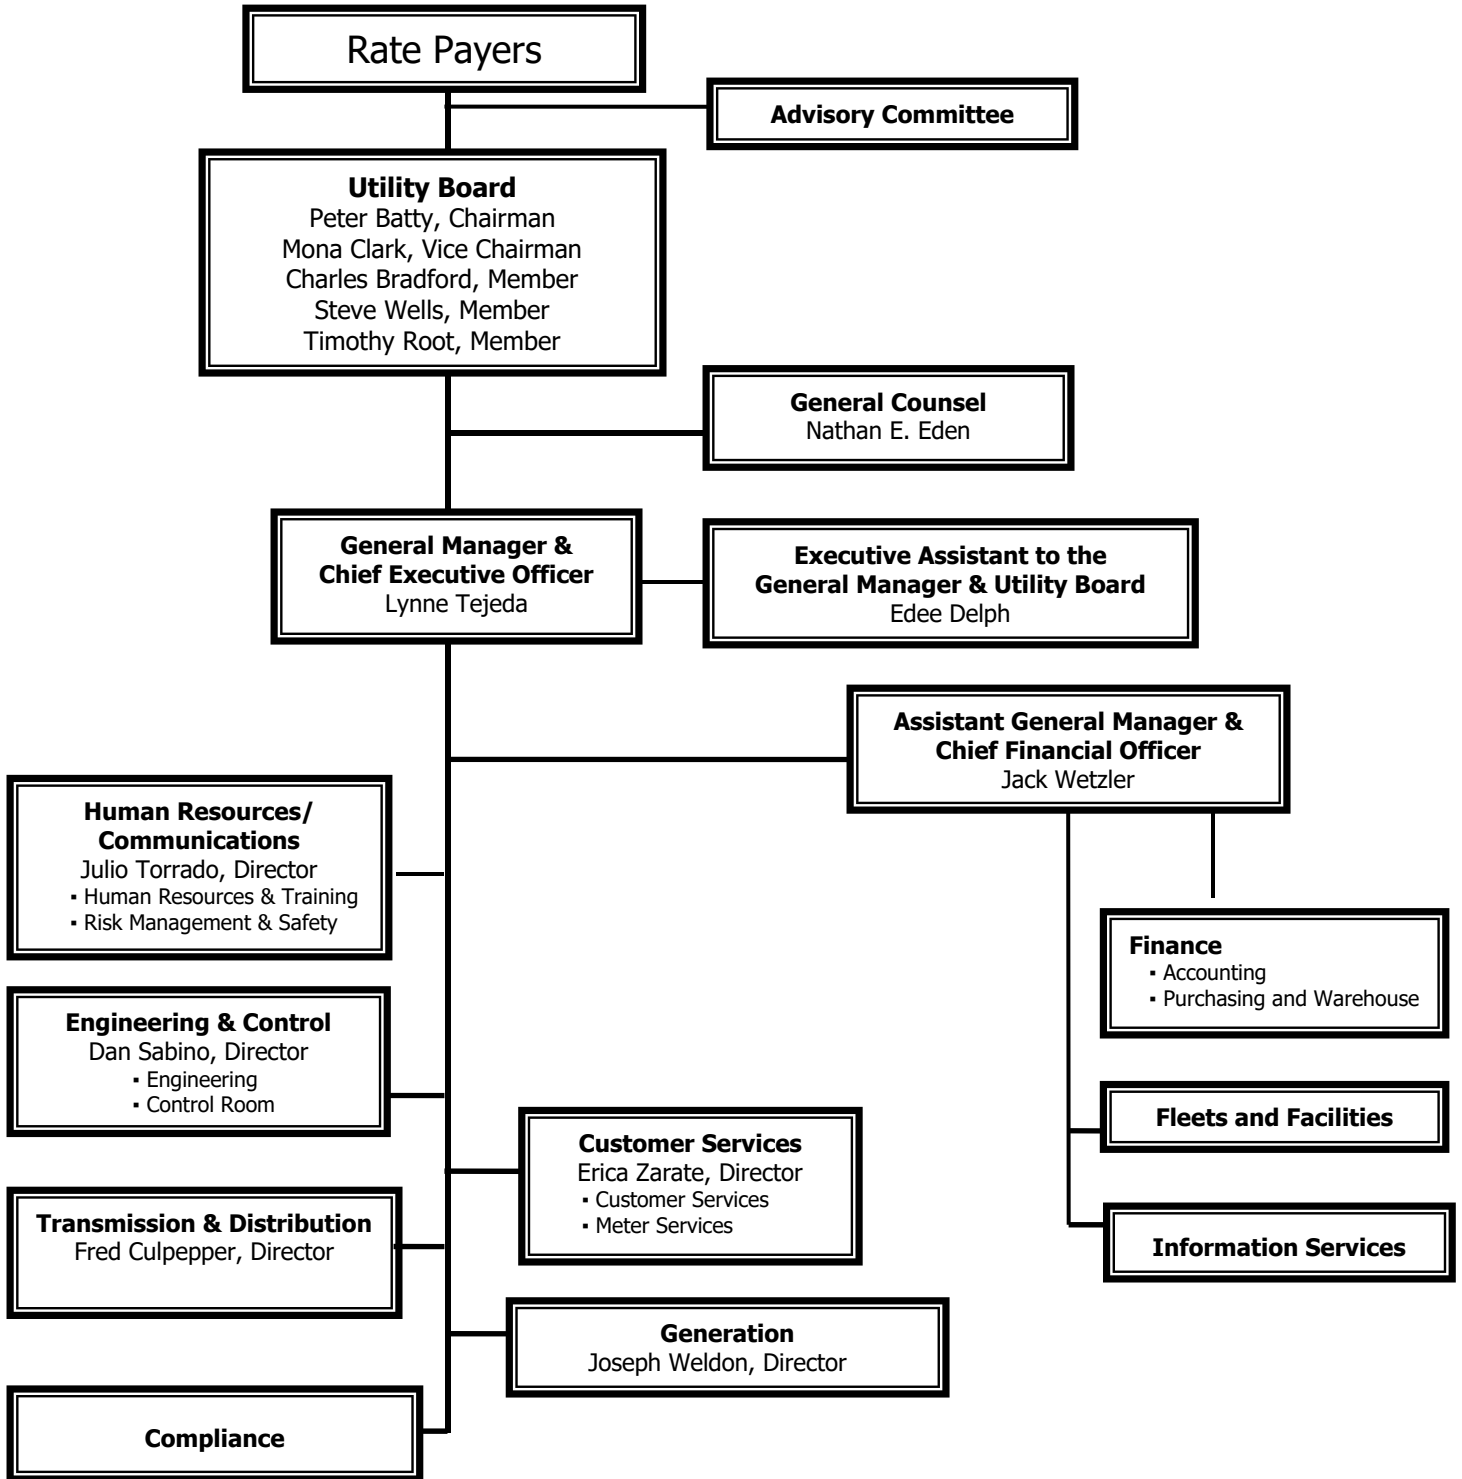 Rate Payers
Advisory Committee
Utility Board
Peter Batty, Chairman
Mona Clark, Vice Chairman
Charles Bradford, Member
Steve Wells, Member
Timothy Root, Member
General Counsel
Nathan E. Eden
General Manager &
Chief Executive Officer
Lynne Tejeda
Executive Assistant to the
General Manager & Utility Board
Edee Delph
Assistant General Manager &
Chief Financial Officer
Jack Wetzler
Human Resources/
Communications
Julio Torrado, Director
▪ Human Resources & Training
▪ Risk Management & Safety
Finance
▪ Accounting
▪ Purchasing and Warehouse
Engineering & Control
Dan Sabino, Director
▪ Engineering
▪ Control Room
Fleets and Facilities
Customer Services
Erica Zarate, Director
▪ Customer Services
▪ Meter Services
Transmission & Distribution
Fred Culpepper, Director
Information Services
Generation
Joseph Weldon, Director
Compliance